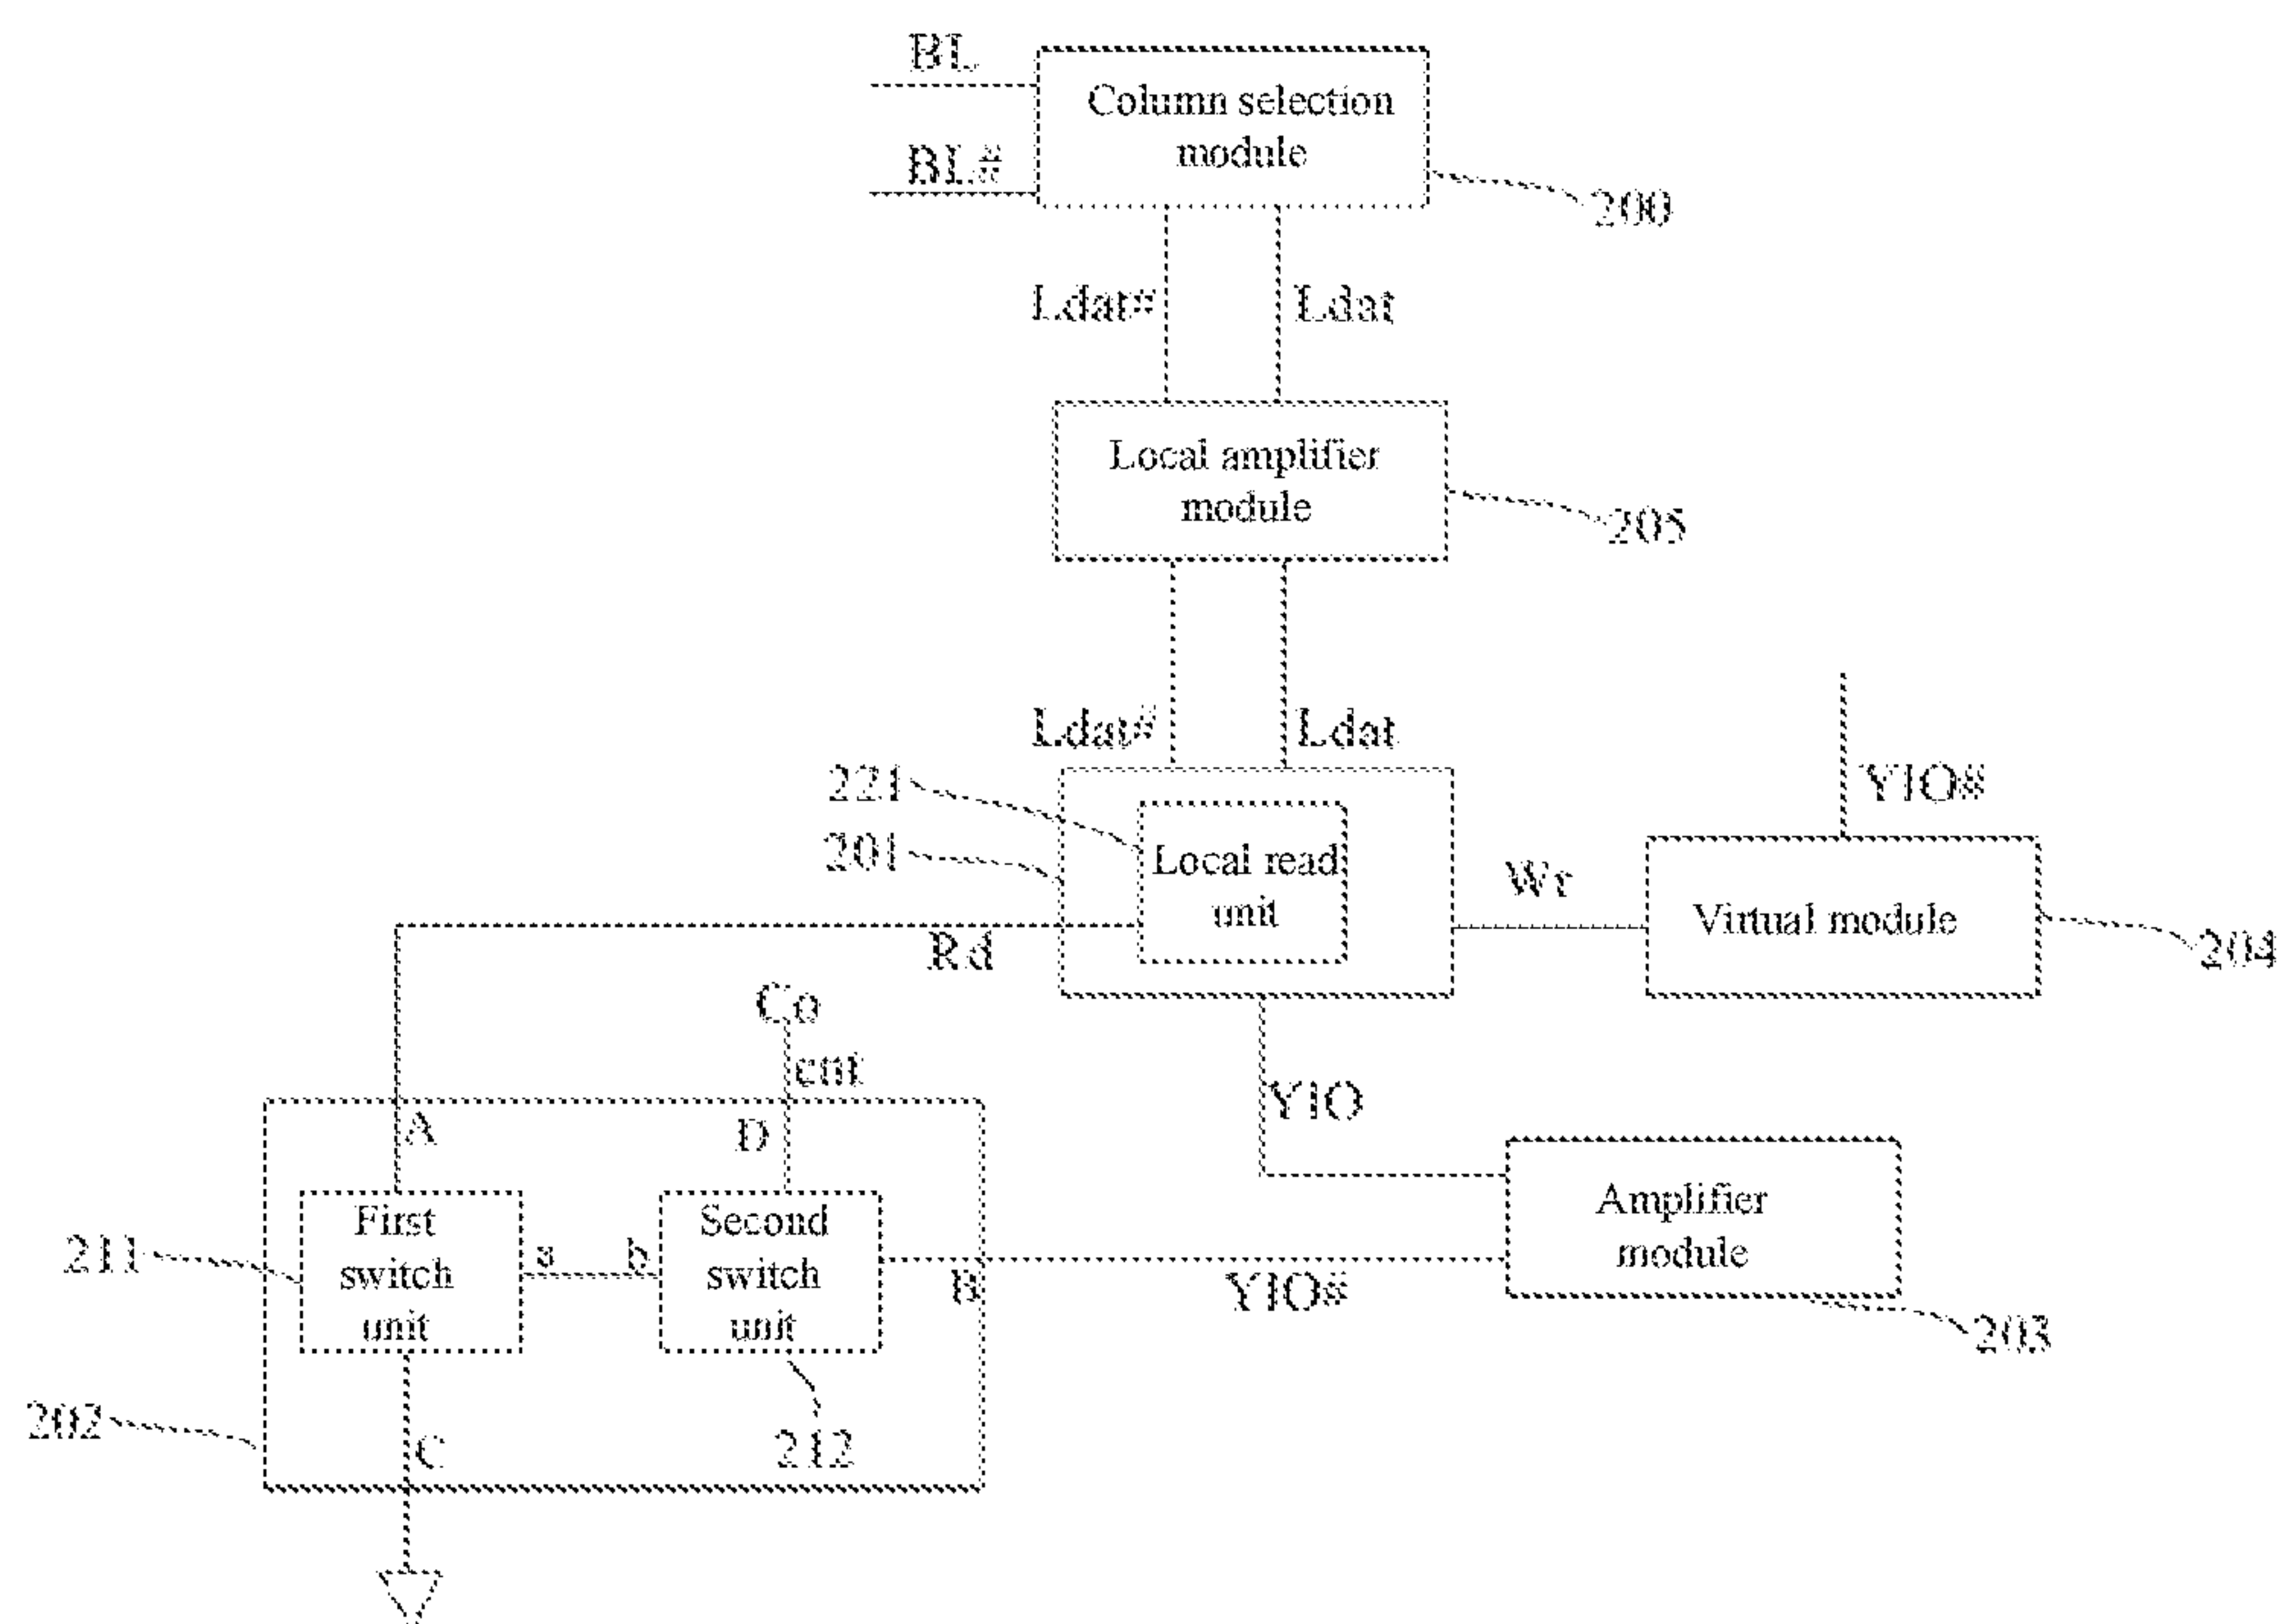 BL
Column selection
module
BL#
200
Ldat#
Ldat
Local amplifier
module
205
Ldat#
Ldat
221
YIO#
201
Local read
unit
Wr
Virtual module
204
Rd
Co
cnt
YIO
A
D
First
switch
unit
211
a
b
Second
switch
unit
B
YIO#
Amplifier
module
203
202
C
212